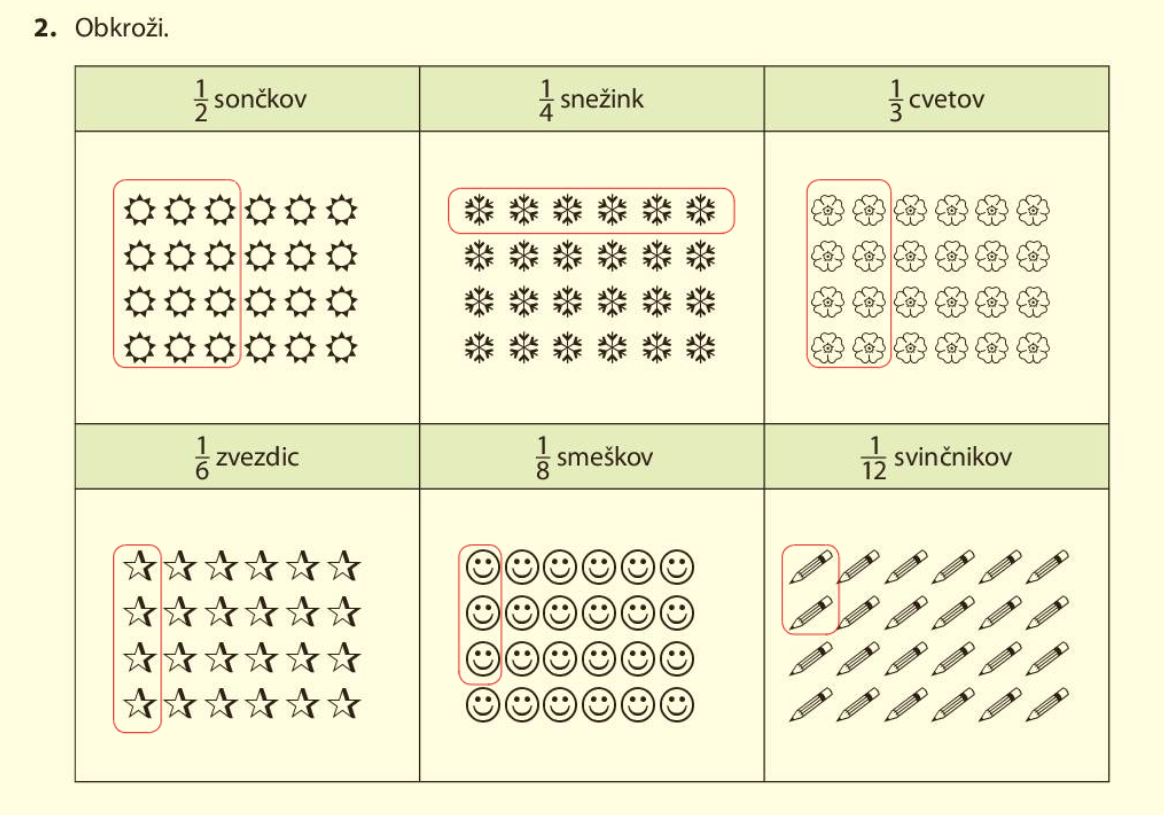 2. Obkroži.
1/2 sončkov
1/4 snežink
1/3 cvetov
1/6 zvezdic
1/8 smeškov
1/12 svinčnikov